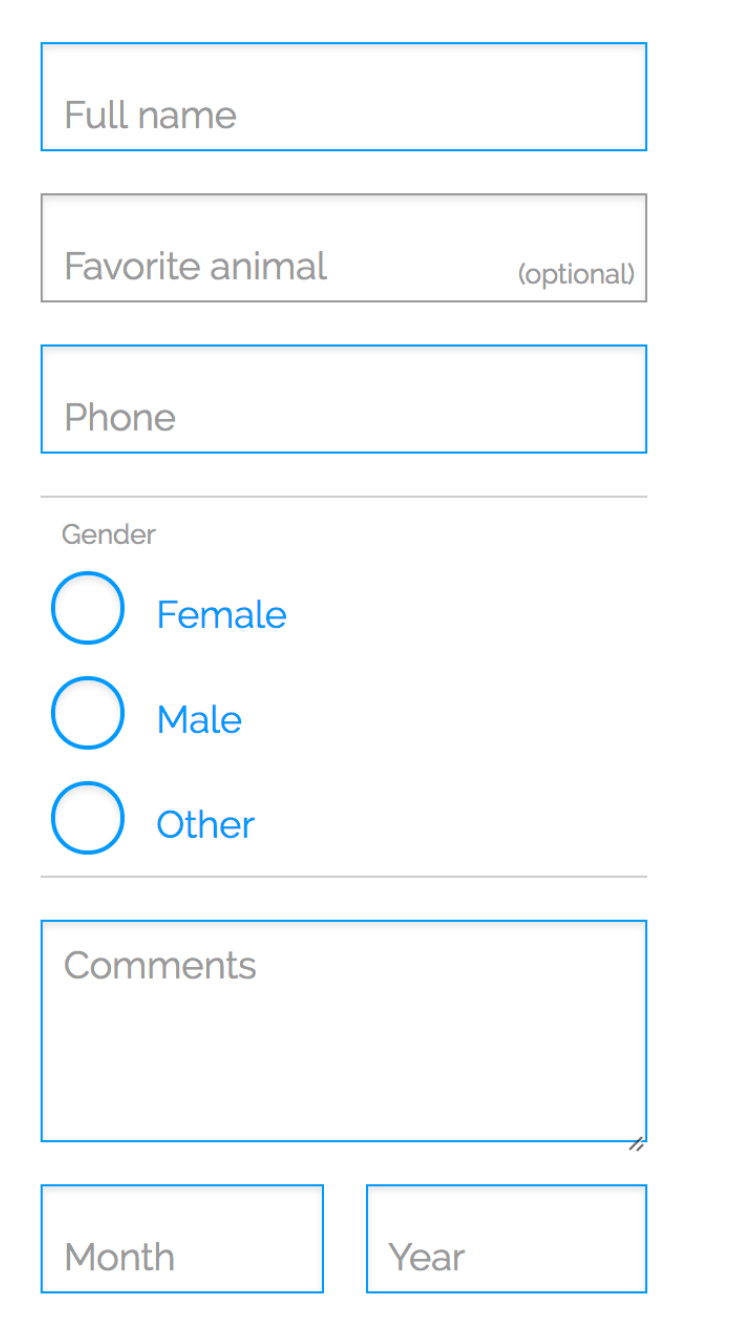 Full name
Favorite animal (optional)
Phone
Gender
Female
Male
Other
Comments
Month Year